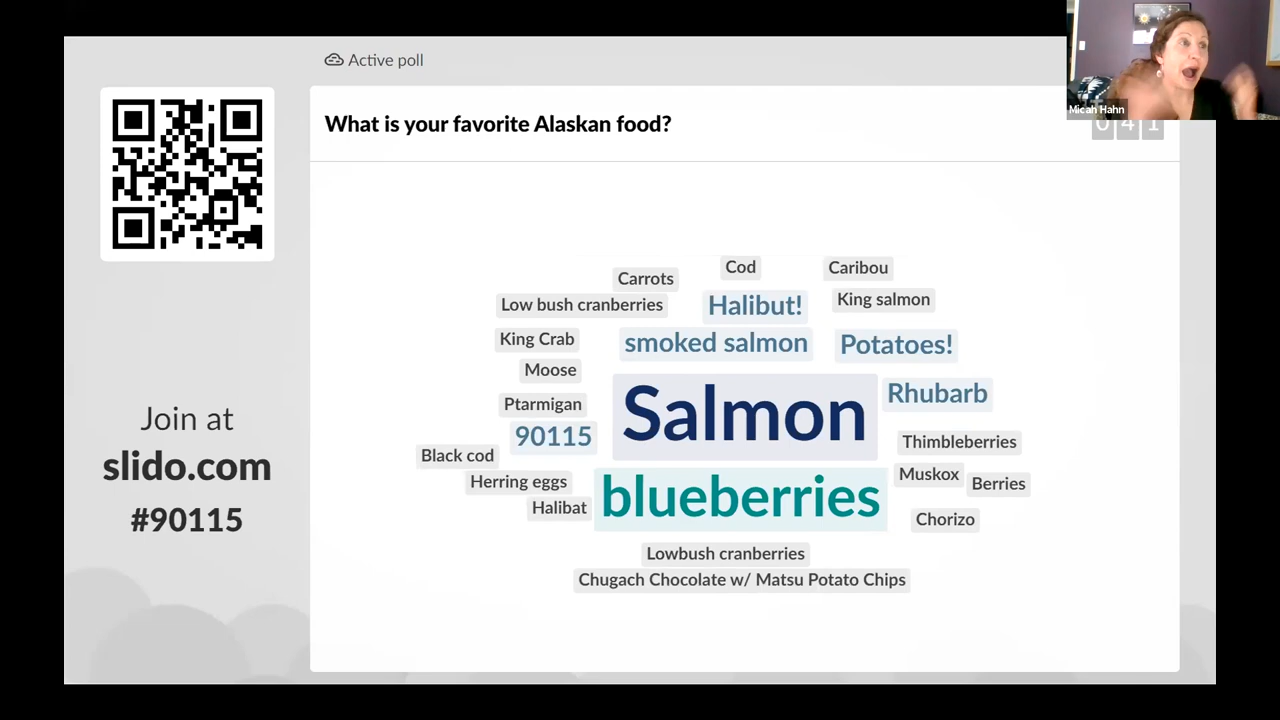 Active poll
Micah Hahn
What is your favorite Alaskan food?
041
Cod
Caribou
Carrots
King salmon
Low bush cranberries
Halibut!
King Crab
smoked salmon
Potatoes!
Moose
Rhubarb
Ptarmigan
Salmon
90115
Thimbleberries
Black cod
Muskox
Herring eggs
Berries
blueberries
Halibat
Chorizo
Lowbush cranberries
Chugach Chocolate w/ Matsu Potato Chips
Join at
slido.com
#90115